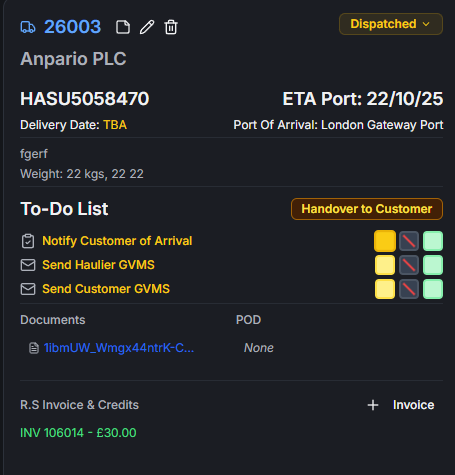 26003
Dispatched
Anpario PLC
HASU5058470
ETA Port: 22/10/25
Delivery Date: TBA
Port Of Arrival: London Gateway Port
fgerf
Weight: 22 kgs, 22 22
To-Do List
Handover to Customer
Notify Customer of Arrival
Send Haulier GVMS
Send Customer GVMS
Documents
POD
1ibmUW_Wmgx44ntrK-C...
None
R.S Invoice & Credits
+ Invoice
INV 106014 - £30.00